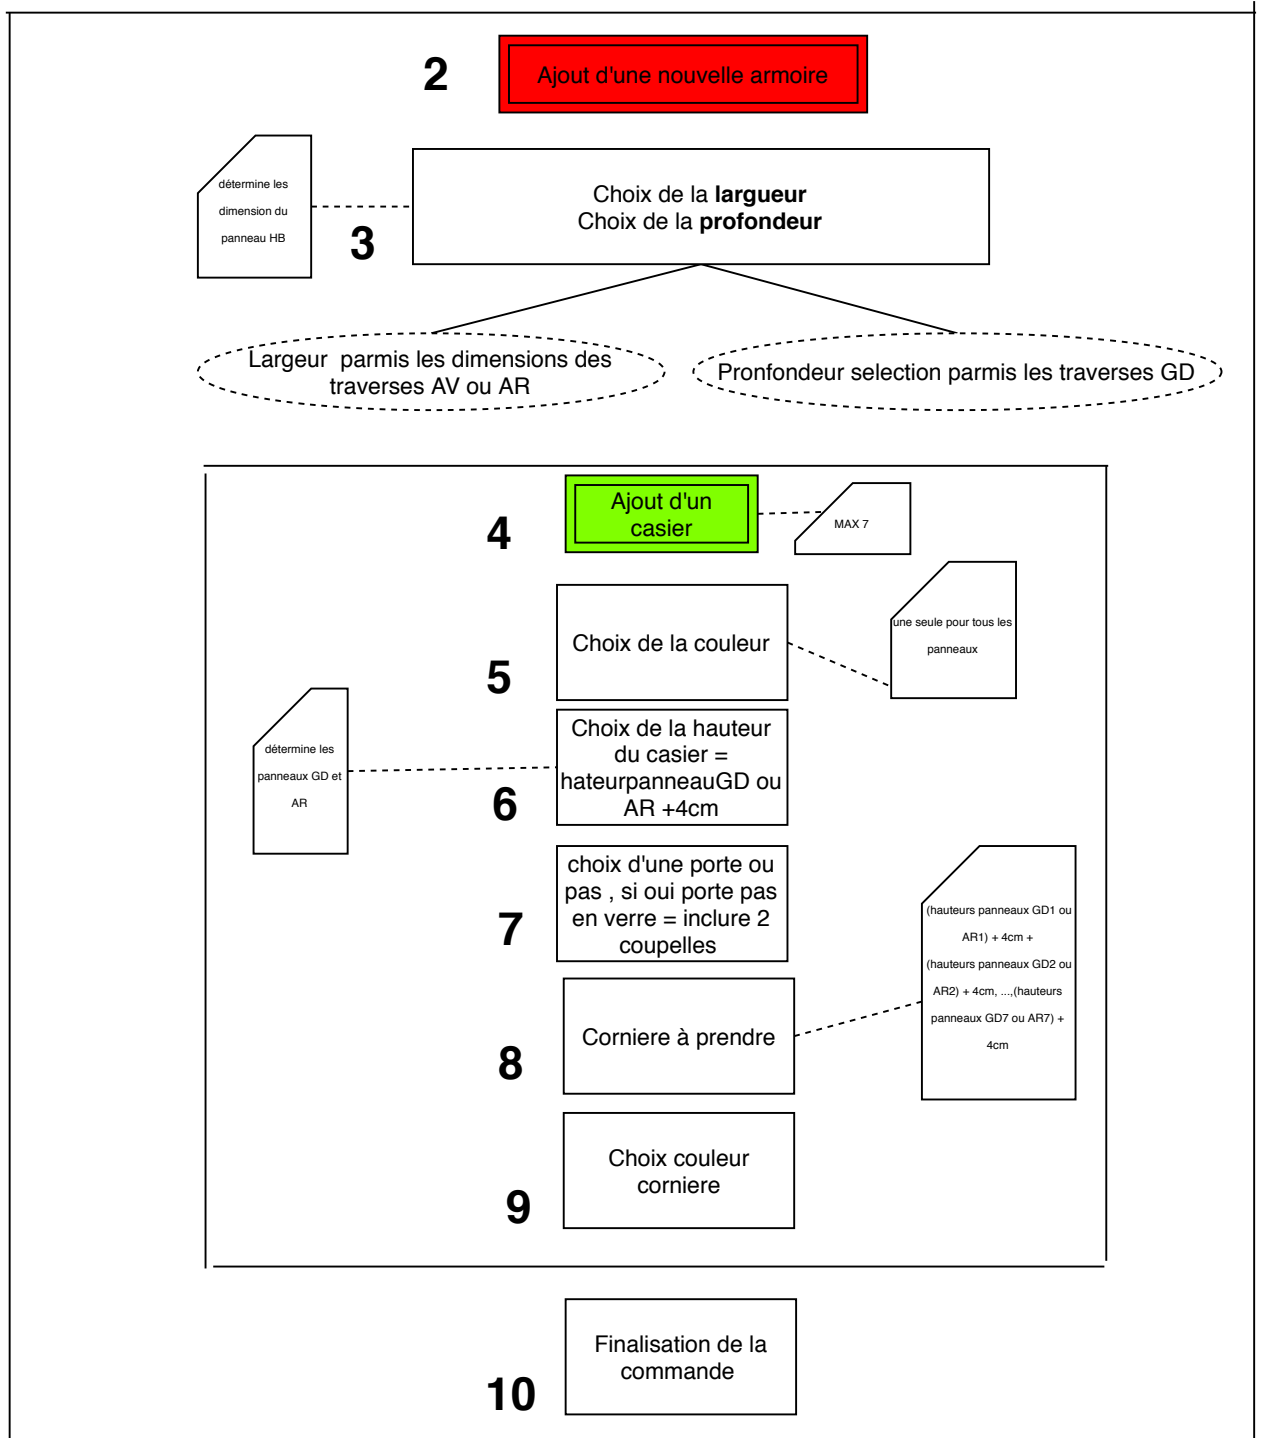 2
Ajout d'une nouvelle armoire
détermine les
dimension du
panneau HB
3
Choix de la largueur
Choix de la profondeur
Largeur parmis les dimensions des
traverses AV ou AR
Pronfondeur selection parmis les traverses GD
4
Ajout d'un
casier
MAX 7
5
Choix de la couleur
une seule pour tous les
panneaux
détermine les
panneaux GD et
AR
6
Choix de la hauteur
du casier =
hateurpanneauGD ou
AR +4cm
7
choix d'une porte ou
pas , si oui porte pas
en verre = inclure 2
coupelles
(hauteurs panneaux GD1 ou
AR1) + 4cm +
(hauteurs panneaux GD2 ou
AR2) + 4cm, ...,(hauteurs
panneaux GD7 ou AR7) +
4cm
8
Corniere à prendre
9
Choix couleur
corniere
10
Finalisation de la
commande